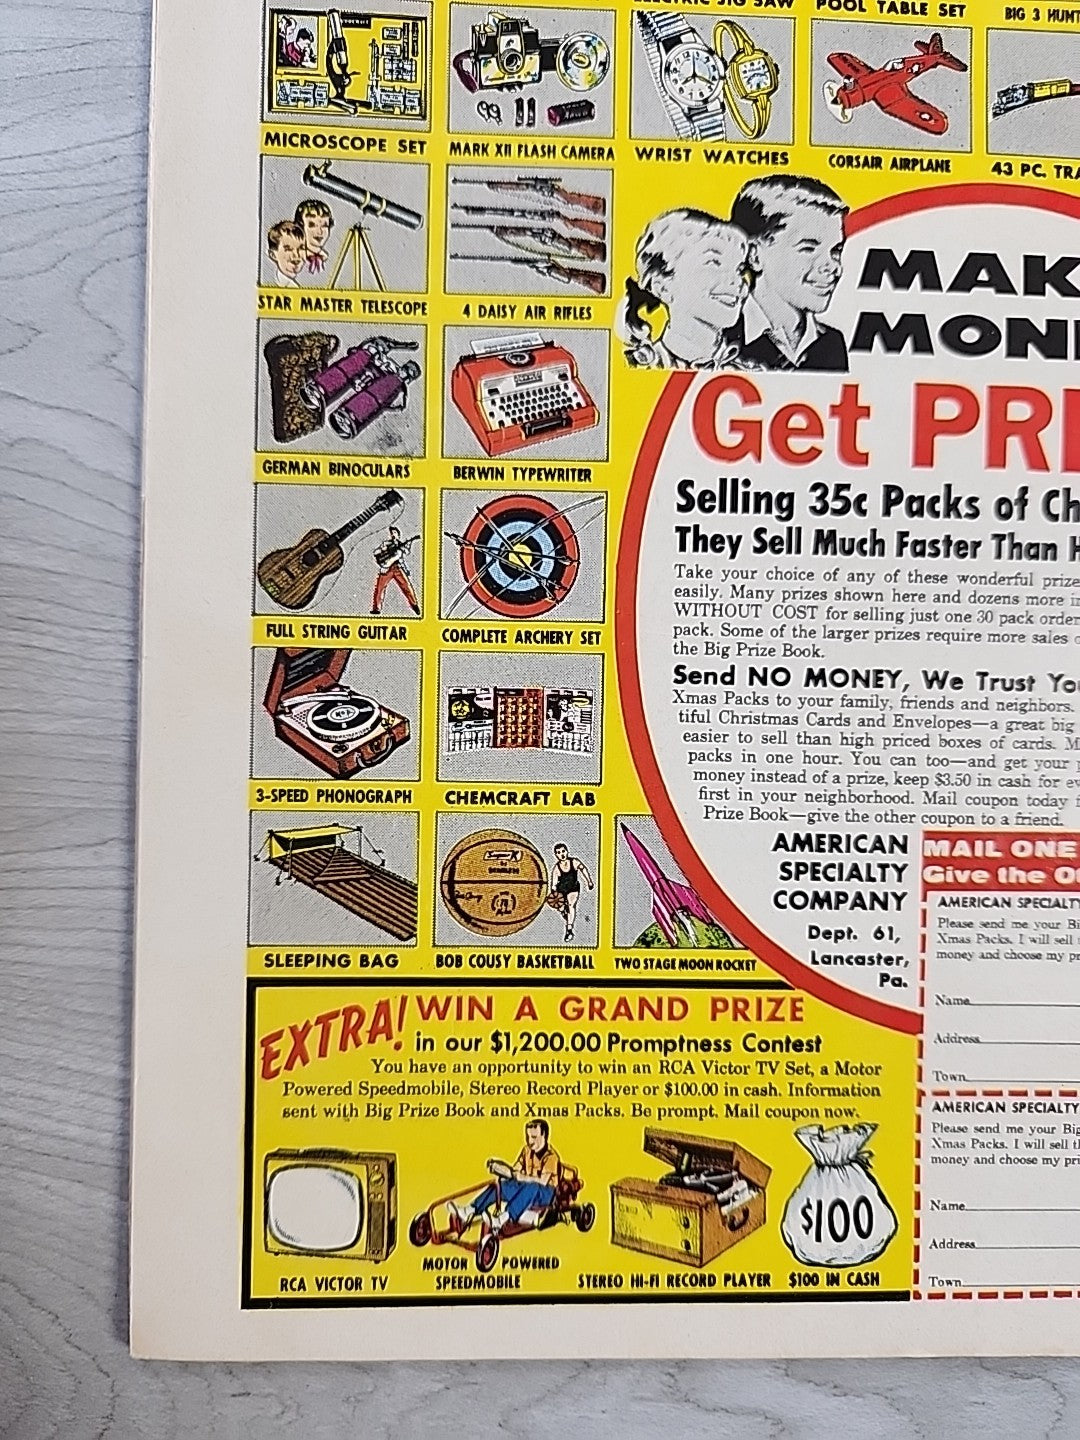 ELECTRIC JIG SAW
POOL TABLE SET
BIG 3 HUNT
MICROSCOPE SET
MARK XII FLASH CAMERA
WRIST WATCHES
CORSAIR AIRPLANE
43 PC. TRA
STAR MASTER TELESCOPE
4 DAISY AIR RIFLES
GERMAN BINOCULARS
BERWIN TYPEWRITER
FULL STRING GUITAR
COMPLETE ARCHERY SET
3-SPEED PHONOGRAPH
CHEMCRAFT LAB
SLEEPING BAG
BOB COUSY BASKETBALL
TWO STAGE MOON ROCKET
MAK
MON
Get PRI
Selling 35c Packs of Ch
They Sell Much Faster Than H
Take your choice of any of these wonderful prize
easily. Many prizes shown here and dozens more i
WITHOUT COST for selling just one 30 pack order
pack. Some of the larger prizes require more sales
the Big Prize Book.
Send NO MONEY, We Trust Yo
Xmas Packs to your family, friends and neighbors.
tiful Christmas Cards and Envelopes—a great big
easier to sell than high priced boxes of cards. M
packs in one hour. You can too—and get your
money instead of a prize, keep $3.50 in cash for ev
first in your neighborhood. Mail coupon today f
Prize Book—give the other coupon to a friend.
AMERICAN
SPECIALTY
COMPANY
Dept. 61,
Lancaster,
Pa.
MAIL ONE
Give the Ot
AMERICAN SPECIALTY
Please send me your Bi
Xmas Packs. I will sell
money and choose my pr
Name
Address
Town
AMERICAN SPECIALTY
Please send me your Big
Xmas Packs. I will sell th
money and choose my pri
Name
Address
Town
EXTRA! WIN A GRAND PRIZE
in our $1,200.00 Promptness Contest
You have an opportunity to win an RCA Victor TV Set, a Motor
Powered Speedmobile, Stereo Record Player or $100.00 in cash. Information
sent with Big Prize Book and Xmas Packs. Be prompt. Mail coupon now.
$100
RCA VICTOR TV
MOTOR POWERED
SPEEDMOBILE
STEREO HI-FI RECORD PLAYER
$100 IN CASH